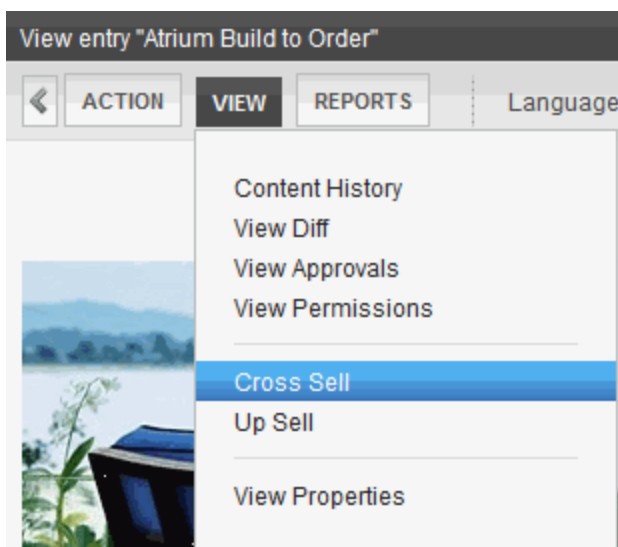 View entry "Atrium Build to Order"
ACTION VIEW REPORTS Language
Content History
View Diff
View Approvals
View Permissions
Cross Sell
Up Sell
View Properties